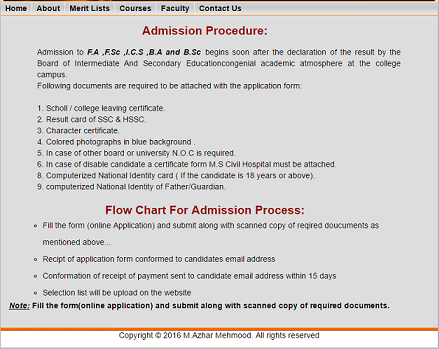 Home About Merit Lists Courses Faculty Contact Us
Admission Procedure:
Admission to F.A ,F.Sc ,I.C.S ,B.A and B.Sc begins soon after the declaration of the result by the
Board of Intermediate And Secondary Educationcongenial academic atmosphere at the college
campus.
Following documents are required to be attached with the application form:
1. Scholl / college leaving certificate.
2. Result card of SSC & HSSC.
3. Character certificate.
4. Colored photographs in blue background .
5. In case of other board or university N.O.C is required.
6. In case of disable candidate a certificate form M.S Civil Hospital must be attached.
8. Computerized National Identity card ( If the candidate is 18 years or above).
9. computerized National Identity of Father/Guardian.
Flow Chart For Admission Process:
Fill the form (online Application) and submit along with scanned copy of reqired doucuments as
mentioned above...
Recipt of application form conformed to candidates email address
Conformation of receipt of payment sent to candidate email address within 15 days
Selection list will be upload on the website
Note: Fill the form(online application) and submit along with scanned copy of required documents.
Copyright © 2016 M.Azhar Mehmood. All rights reserved